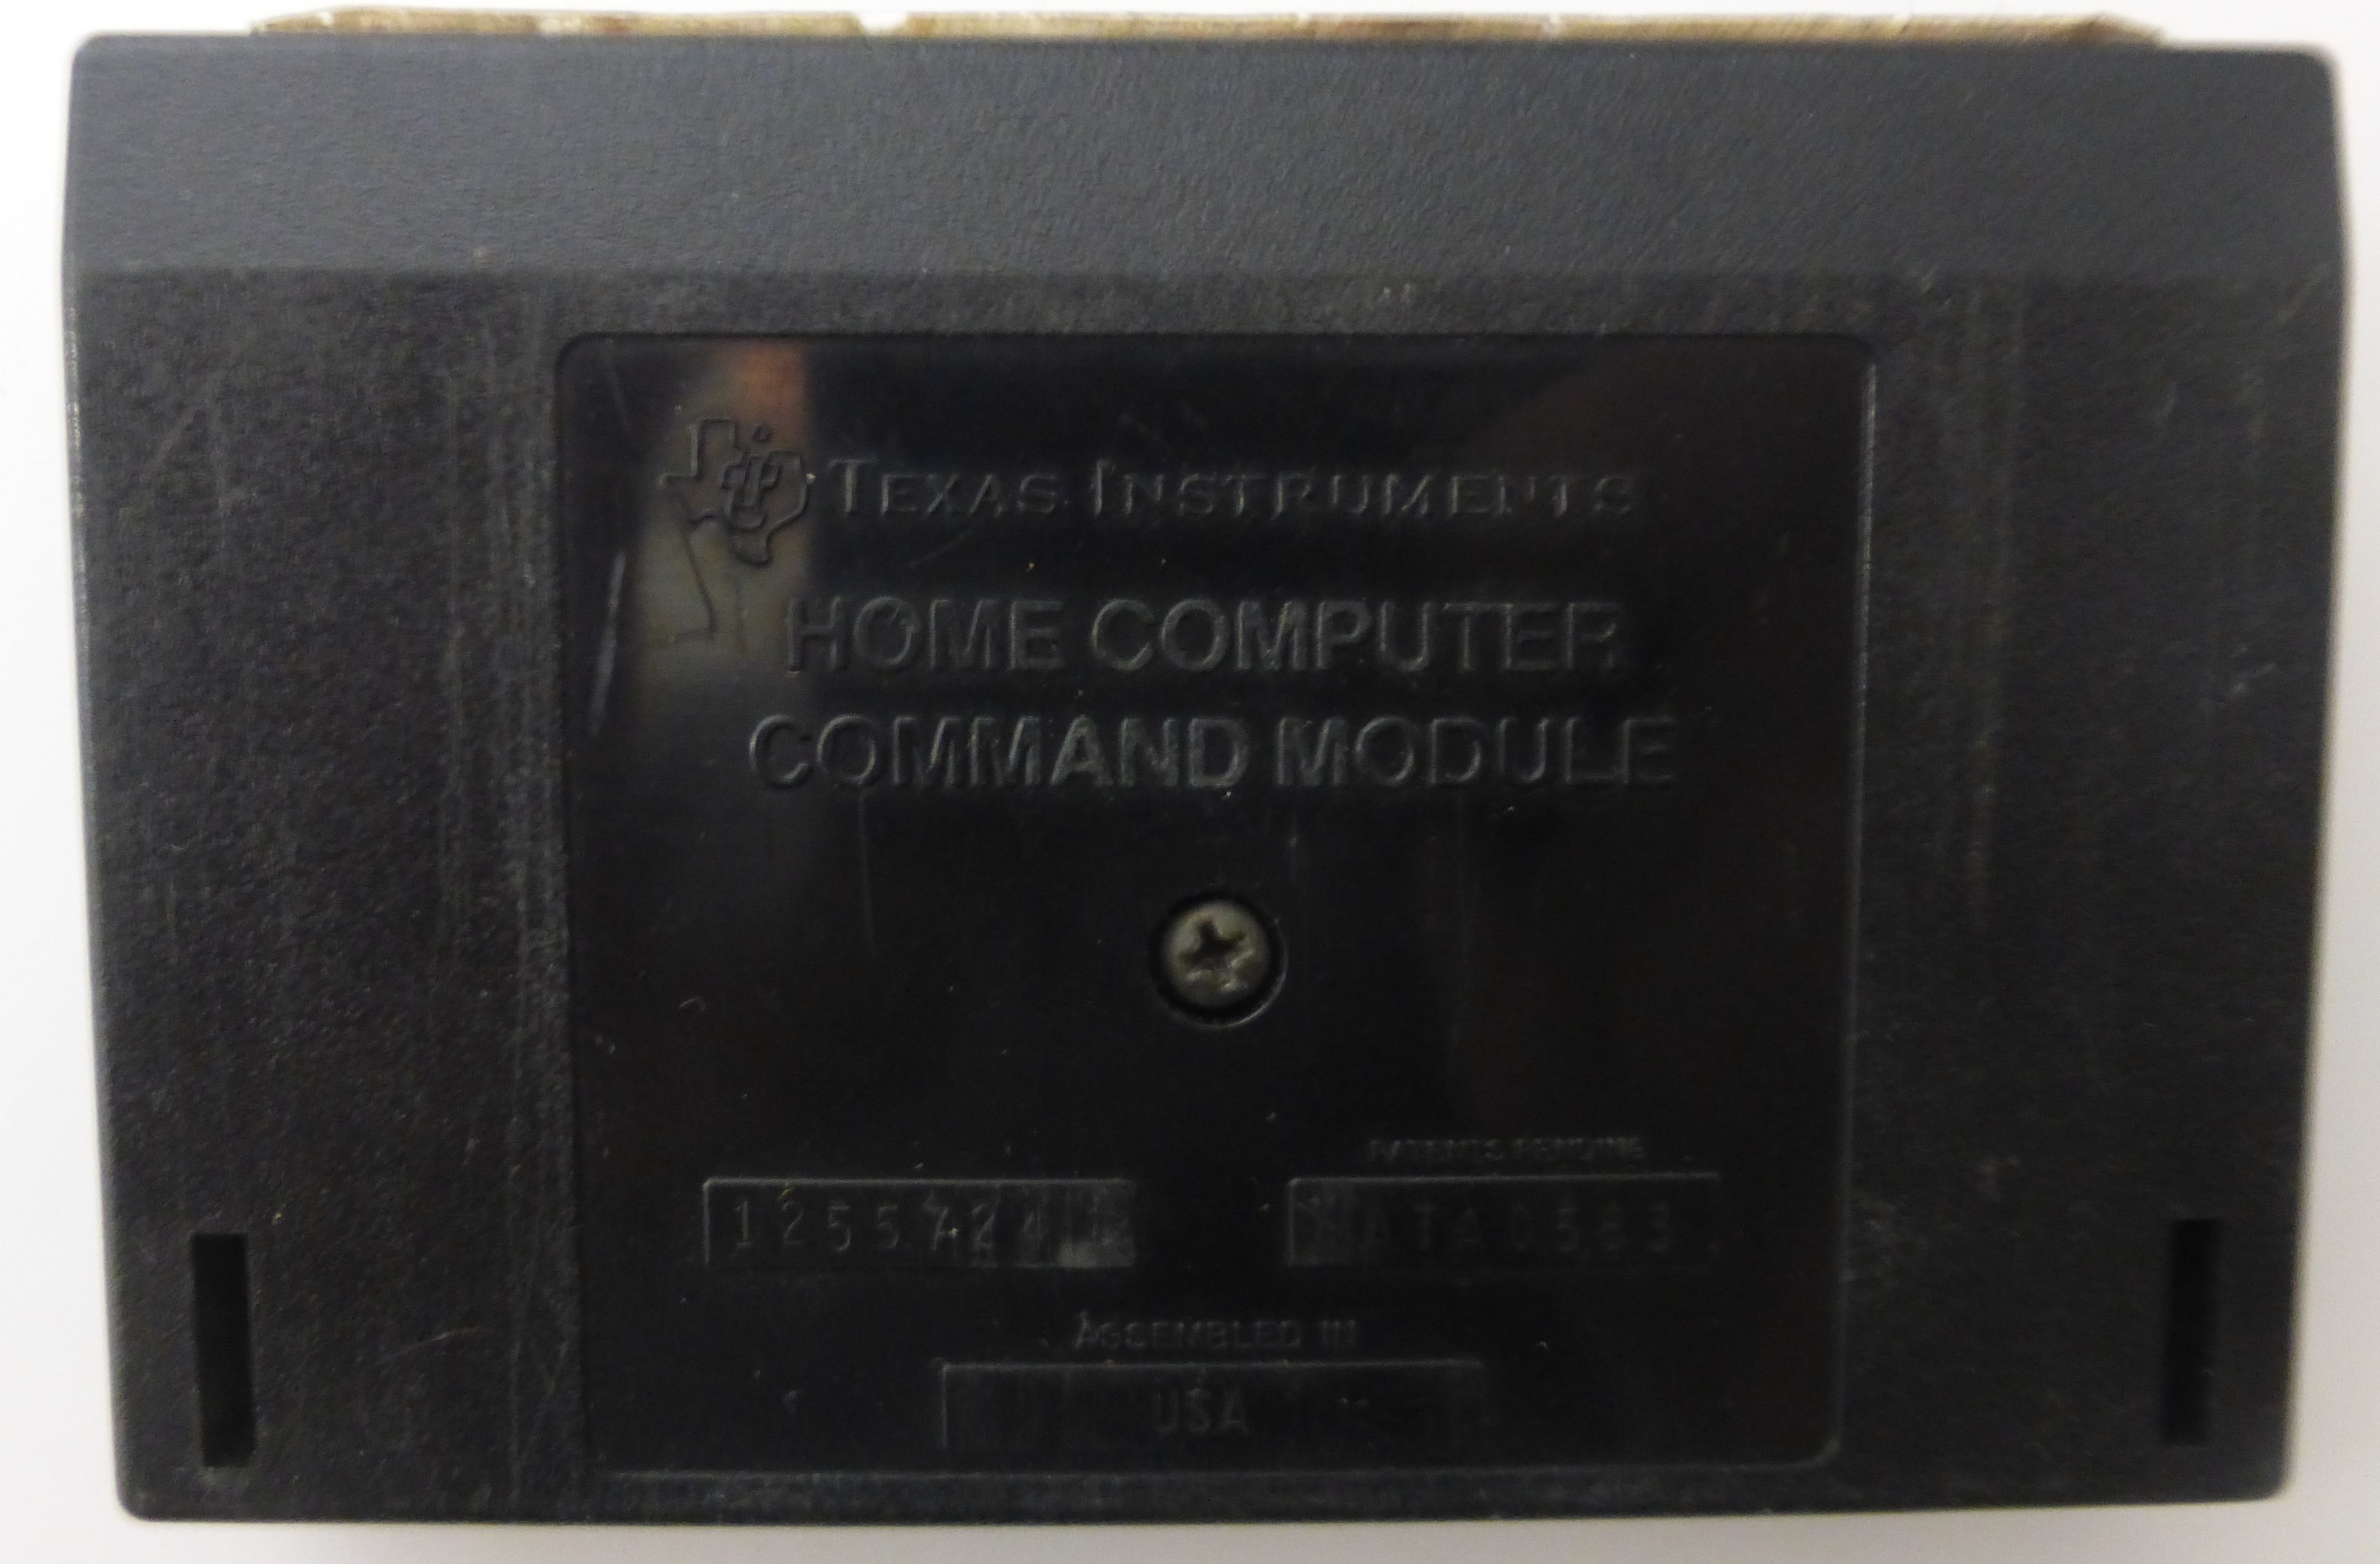 TEXAS INSTRUMENTS
HOME COMPUTER
COMMAND MODULE
PATENTS PENDING
ASSEMBLED IN
USA